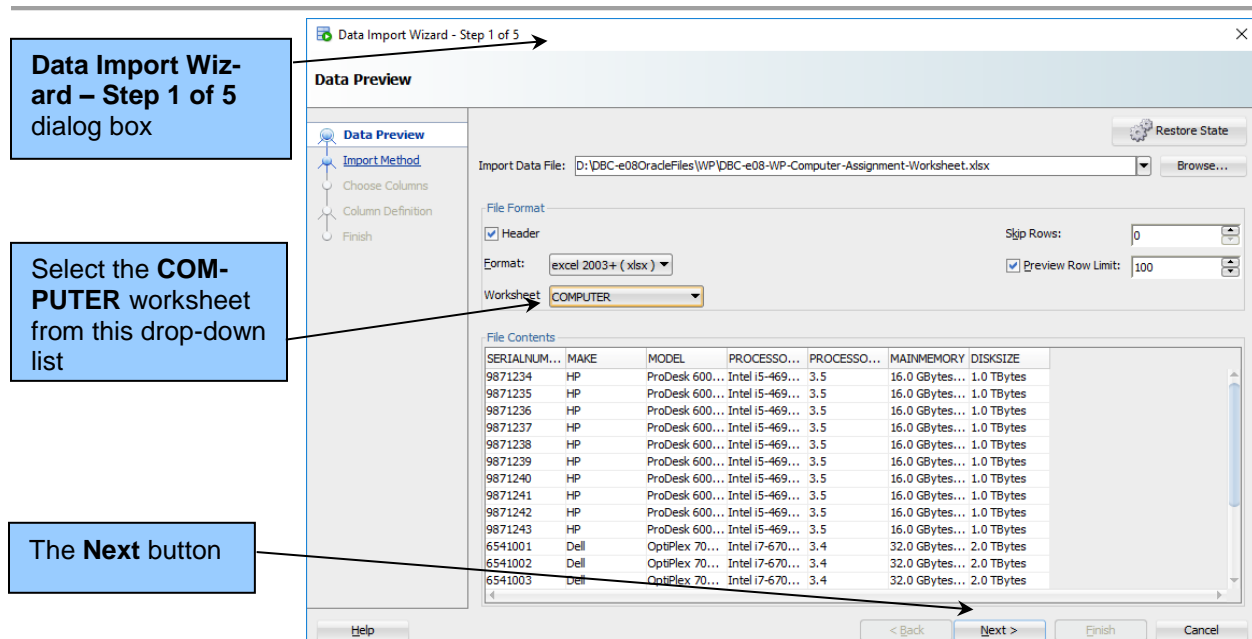 Data Import Wiz-
ard – Step 1 of 5
dialog box
Select the COM-
PUTER worksheet
from this drop-down
list
The Next button
Data Import Wizard - Step 1 of 5
Data Preview
Data Preview
Import Method
Choose Columns
Column Definition
Finish
Restore State
Import Data File: D:\DBC-e08OracleFiles\WP\DBC-e08-WP-Computer-Assignment-Worksheet.xlsx Browse...
File Format
Header Skip Rows: 0
Format: excel 2003+ ( xlsx ) Preview Row Limit: 100
Worksheet COMPUTER
File Contents
SERIALNUM... MAKE MODEL PROCESSO... PROCESSO... MAINMEMORY DISKSIZE
9871234 HP ProDesk 600... Intel i5-469... 3.5 16.0 GBytes... 1.0 TBytes
9871235 HP ProDesk 600... Intel i5-469... 3.5 16.0 GBytes... 1.0 TBytes
9871236 HP ProDesk 600... Intel i5-469... 3.5 16.0 GBytes... 1.0 TBytes
9871237 HP ProDesk 600... Intel i5-469... 3.5 16.0 GBytes... 1.0 TBytes
9871238 HP ProDesk 600... Intel i5-469... 3.5 16.0 GBytes... 1.0 TBytes
9871239 HP ProDesk 600... Intel i5-469... 3.5 16.0 GBytes... 1.0 TBytes
9871240 HP ProDesk 600... Intel i5-469... 3.5 16.0 GBytes... 1.0 TBytes
9871241 HP ProDesk 600... Intel i5-469... 3.5 16.0 GBytes... 1.0 TBytes
9871242 HP ProDesk 600... Intel i5-469... 3.5 16.0 GBytes... 1.0 TBytes
9871243 HP ProDesk 600... Intel i5-469... 3.5 16.0 GBytes... 1.0 TBytes
6541001 Dell OptiPlex 70... Intel i7-670... 3.4 32.0 GBytes... 2.0 TBytes
6541002 Dell OptiPlex 70... Intel i7-670... 3.4 32.0 GBytes... 2.0 TBytes
6541003 Dell OptiPlex 70... Intel i7-670... 3.4 32.0 GBytes... 2.0 TBytes
Help < Back Next > Finish Cancel